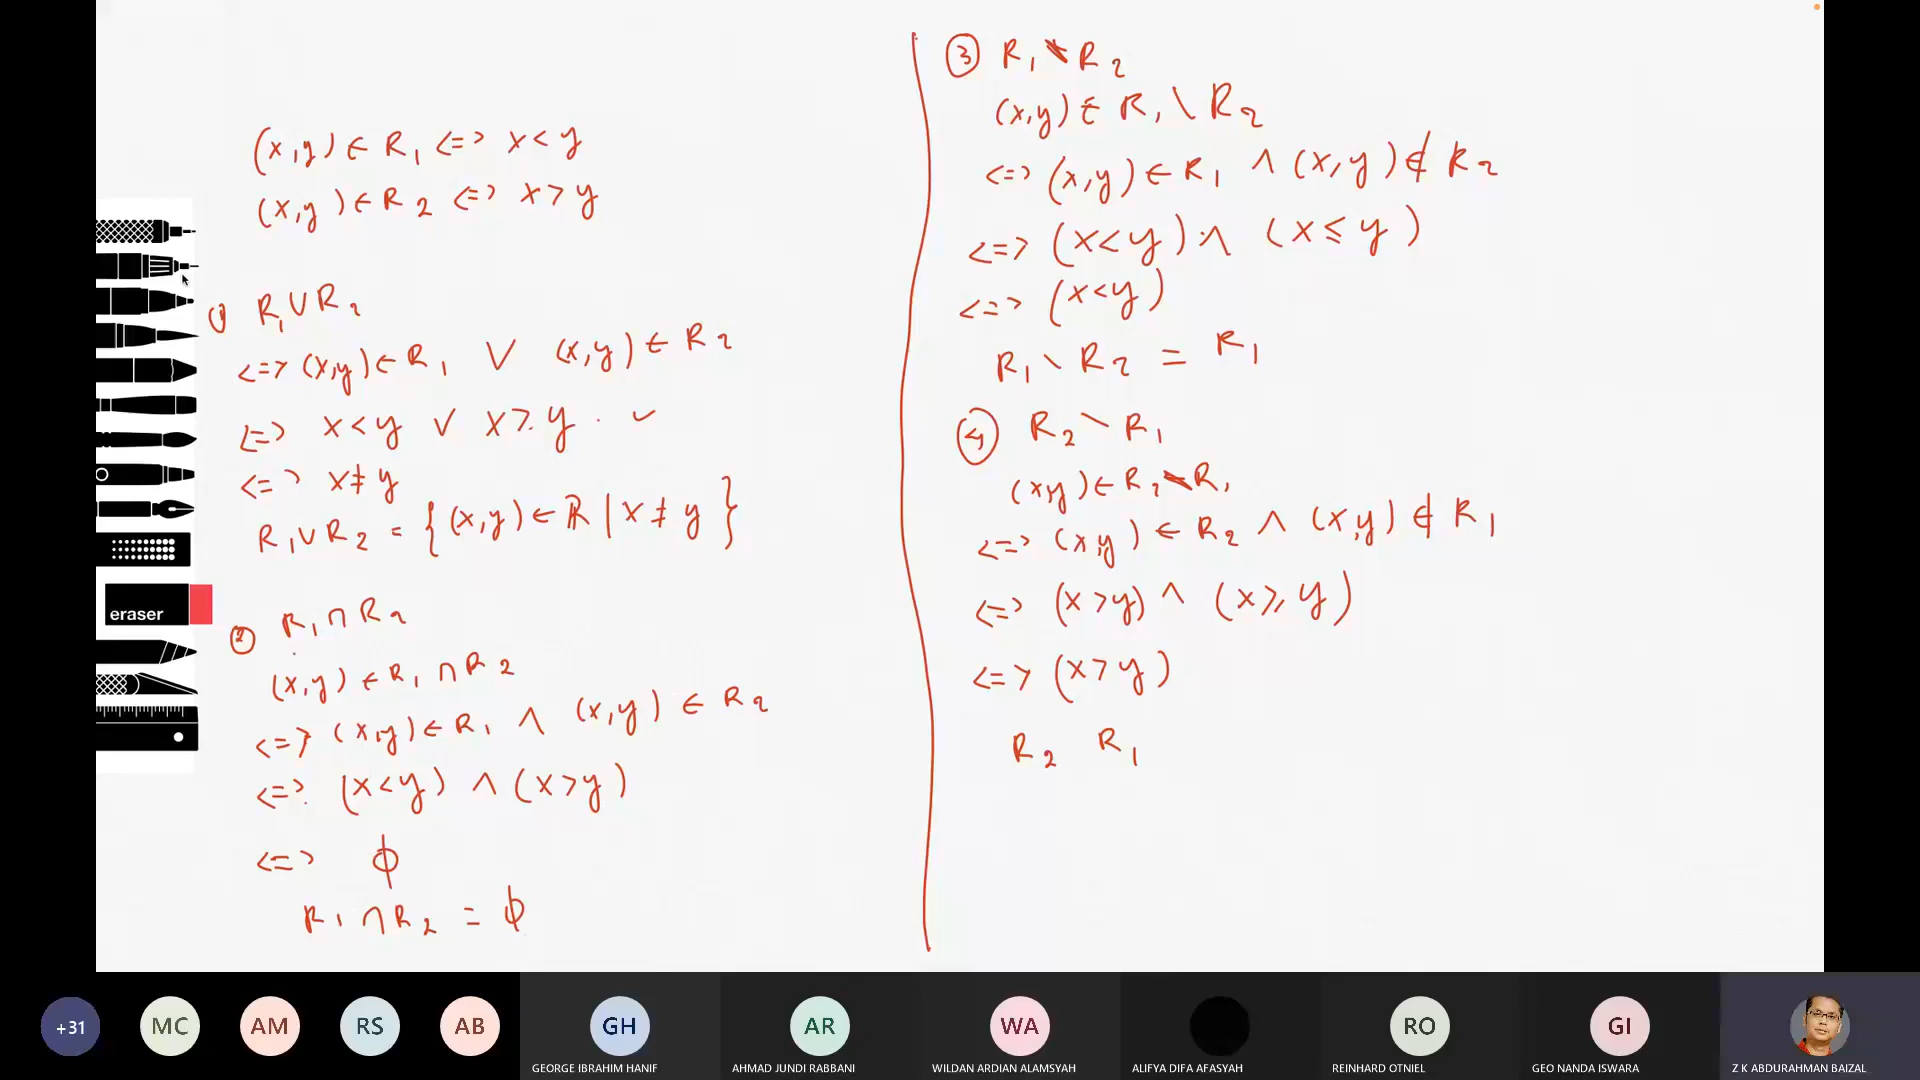 (x,y) ∈ R₁ <=> x < y
(x,y) ∈ R₂ <=> x > y
① R₁ ∪ R₂
<=> (x,y) ∈ R₁ ∨ (x,y) ∈ R₂
<=> x < y ∨ x > y
<=> x ≠ y
R₁ ∪ R₂ = {(x,y) ∈ ℝ | x ≠ y}
② R₁ ∩ R₂
(x,y) ∈ R₁ ∩ R₂
<=> (x,y) ∈ R₁ ∧ (x,y) ∈ R₂
<=> (x < y) ∧ (x > y)
<=> ϕ
R₁ ∩ R₂ = ϕ
③ R₁ \ R₂
(x,y) ∈ R₁ \ R₂
<=> (x,y) ∈ R₁ ∧ (x,y) ∉ R₂
<=> (x < y) ∧ (x ⩽ y)
<=> (x < y)
R₁ \ R₂ = R₁
④ R₂ \ R₁
(x,y) ∈ R₂ \ R₁
<=> (x,y) ∈ R₂ ∧ (x,y) ∉ R₁
<=> (x > y) ∧ (x ⩾ y)
<=> (x > y)
R₂ R₁
eraser
+31
MC
AM
RS
AB
GH
AR
WA
RO
GI
GEORGE IBRAHIM HANIF
AHMAD JUNDI RABBANI
WILDAN ARDIAN ALAMSYAH
ALIFYA DIFA AFASYAH
REINHARD OTNIEL
GEO NANDA ISWARA
Z K ABDURAHMAN BAIZAL